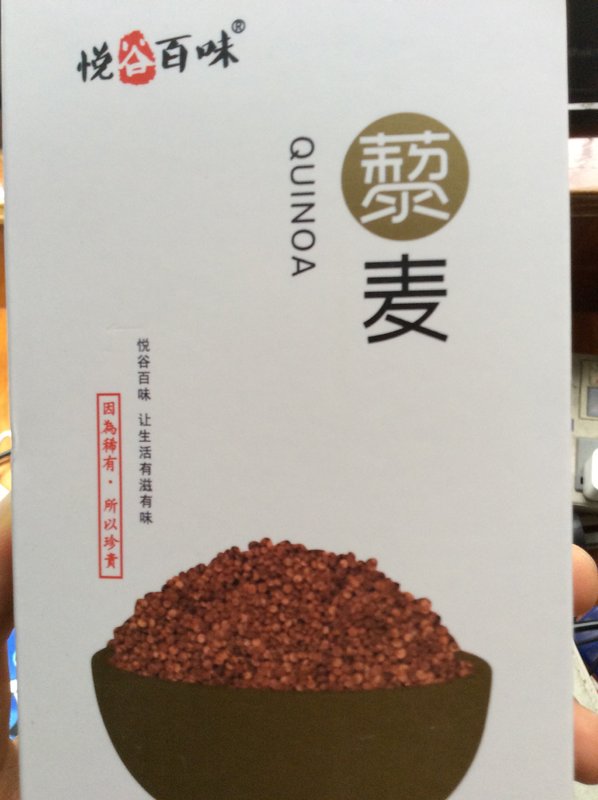 悦谷百味®
藜
麦
QUINOA
悦谷百味 让生活有滋有味
因為稀有·所以珍貴